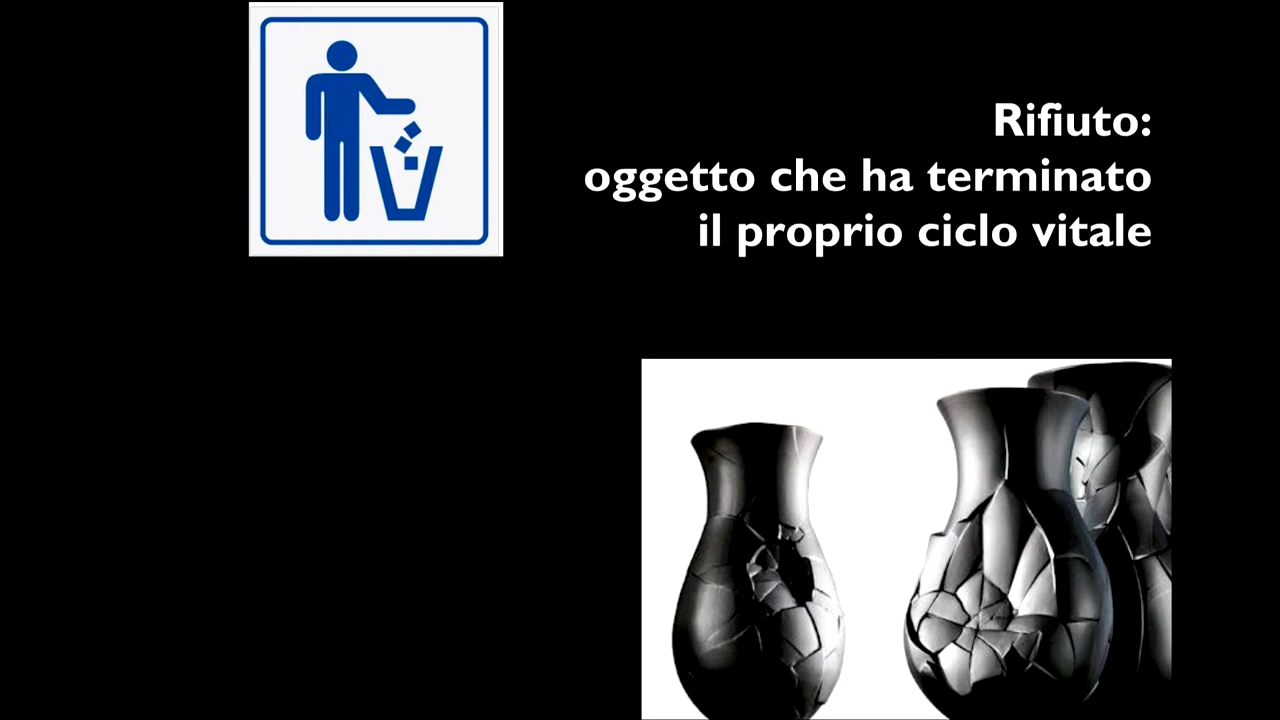 Rifiuto:
oggetto che ha terminato
il proprio ciclo vitale